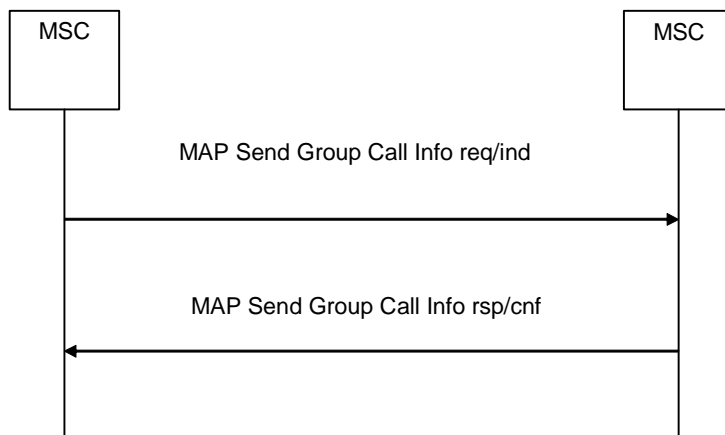 MSC
MSC
MAP Send Group Call Info req/ind
MAP Send Group Call Info rsp/cnf